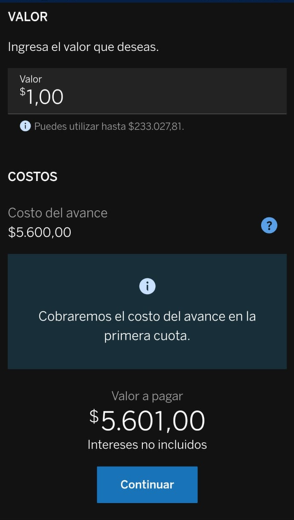 VALOR
Ingresa el valor que deseas.
Valor
$1,00
Puedes utilizar hasta $233.027,81.
COSTOS
Costo del avance
$5.600,00
Cobraremos el costo del avance en la
primera cuota.
Valor a pagar
$5.601,00
Intereses no incluidos
Continuar